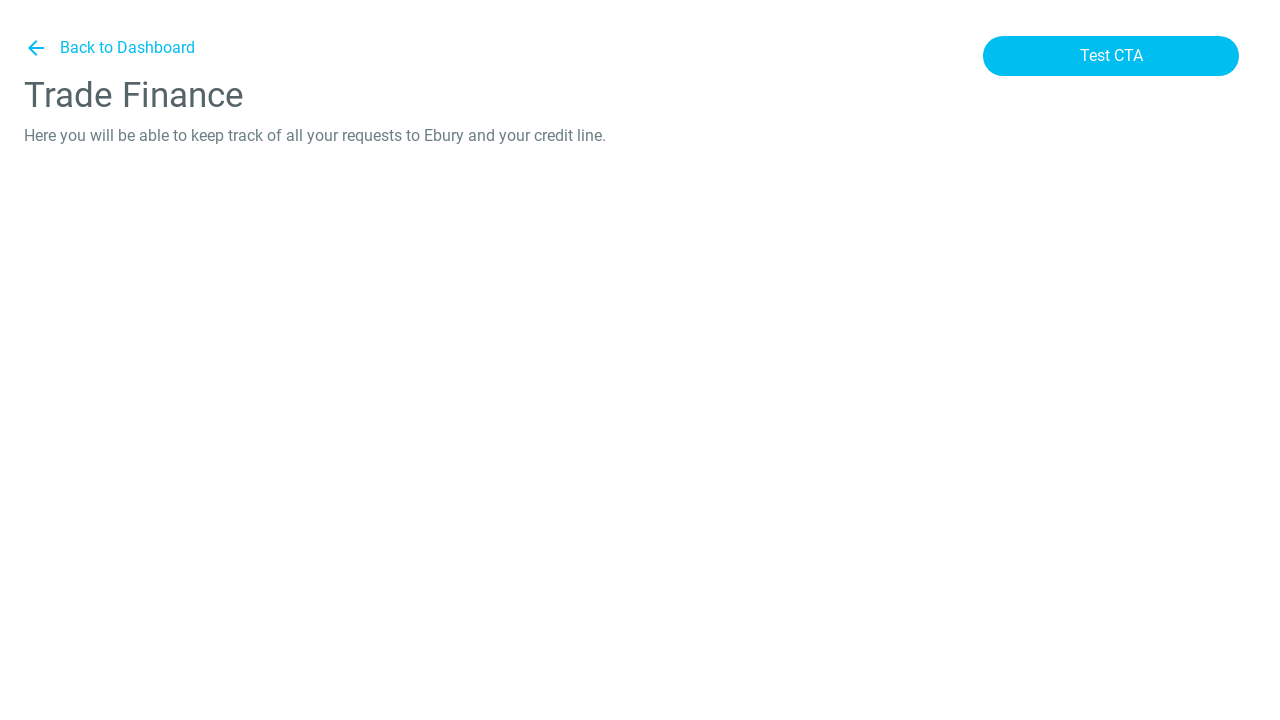 Back to Dashboard
Test CTA
Trade Finance
Here you will be able to keep track of all your requests to Ebury and your credit line.